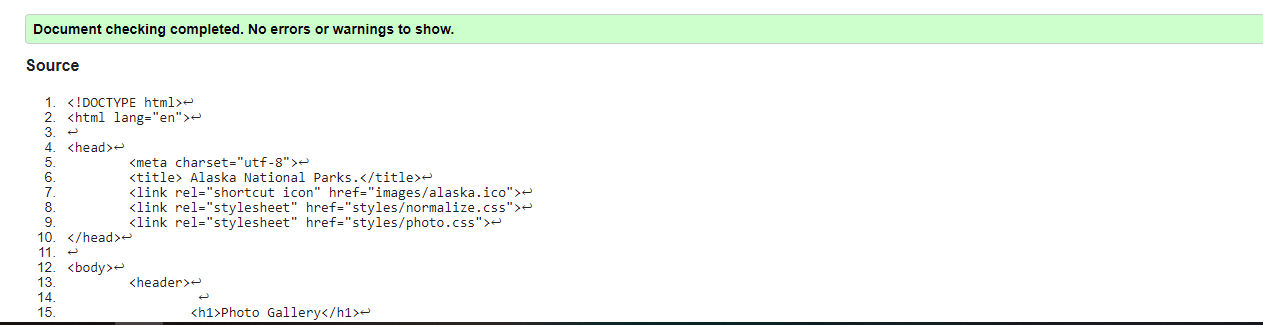 Document checking completed. No errors or warnings to show.
Source
1. <!DOCTYPE html>↩
2. <html lang="en">↩
3. ↩
4. <head>↩
5. <meta charset="utf-8">↩
6. <title> Alaska National Parks.</title>↩
7. <link rel="shortcut icon" href="images/alaska.ico">↩
8. <link rel="stylesheet" href="styles/normalize.css">↩
9. <link rel="stylesheet" href="styles/photo.css">↩
10. </head>↩
11. ↩
12. <body>↩
13. <header>↩
14. ↩
15. <h1>Photo Gallery</h1>↩